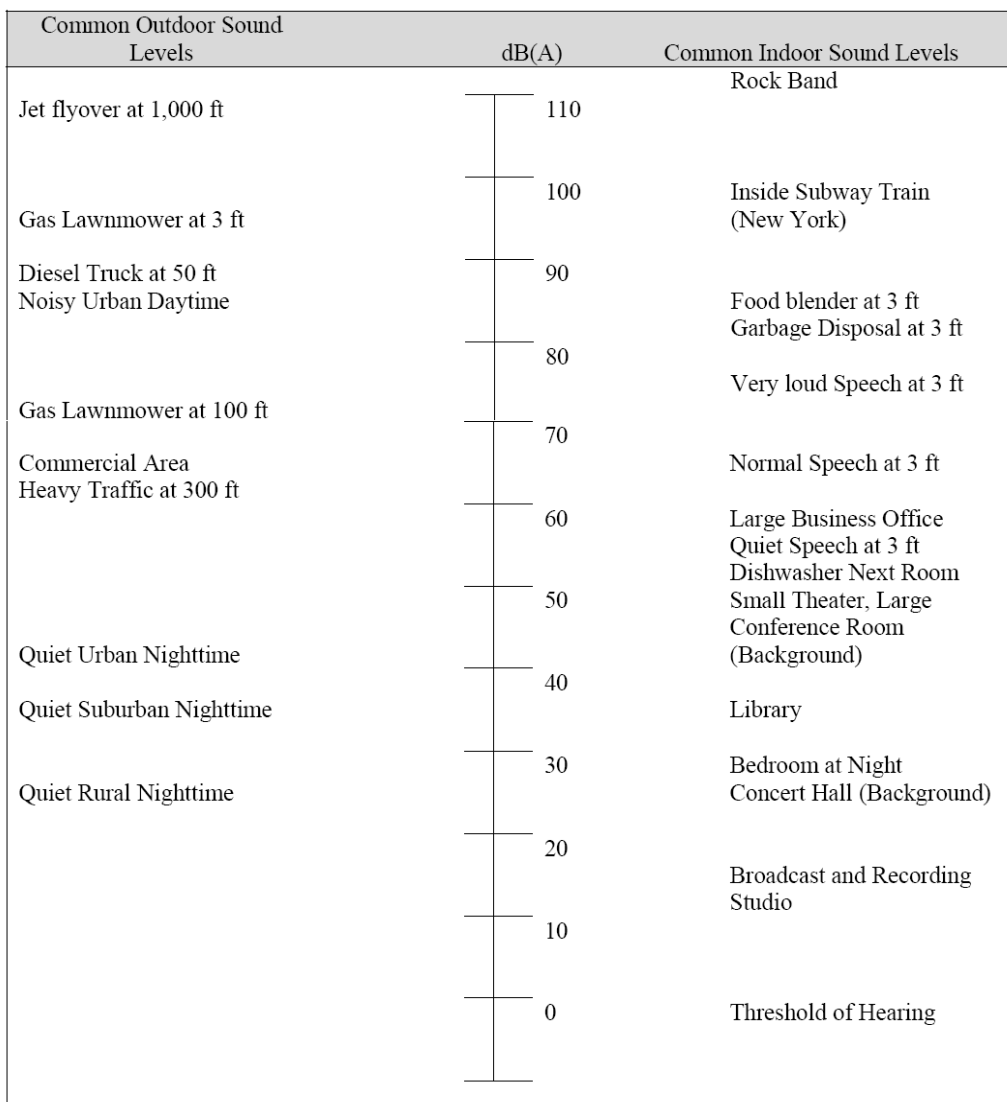 Common Outdoor Sound
Levels dB(A) Common Indoor Sound Levels
Rock Band
Jet flyover at 1,000 ft 110
100 Inside Subway Train
Gas Lawnmower at 3 ft (New York)
Diesel Truck at 50 ft 90
Noisy Urban Daytime Food blender at 3 ft
Garbage Disposal at 3 ft
80
Very loud Speech at 3 ft
Gas Lawnmower at 100 ft
70
Commercial Area Normal Speech at 3 ft
Heavy Traffic at 300 ft
60 Large Business Office
Quiet Speech at 3 ft
Dishwasher Next Room
50 Small Theater, Large
Conference Room
Quiet Urban Nighttime (Background)
40
Quiet Suburban Nighttime Library
30 Bedroom at Night
Quiet Rural Nighttime Concert Hall (Background)
20
Broadcast and Recording
Studio
10
0 Threshold of Hearing